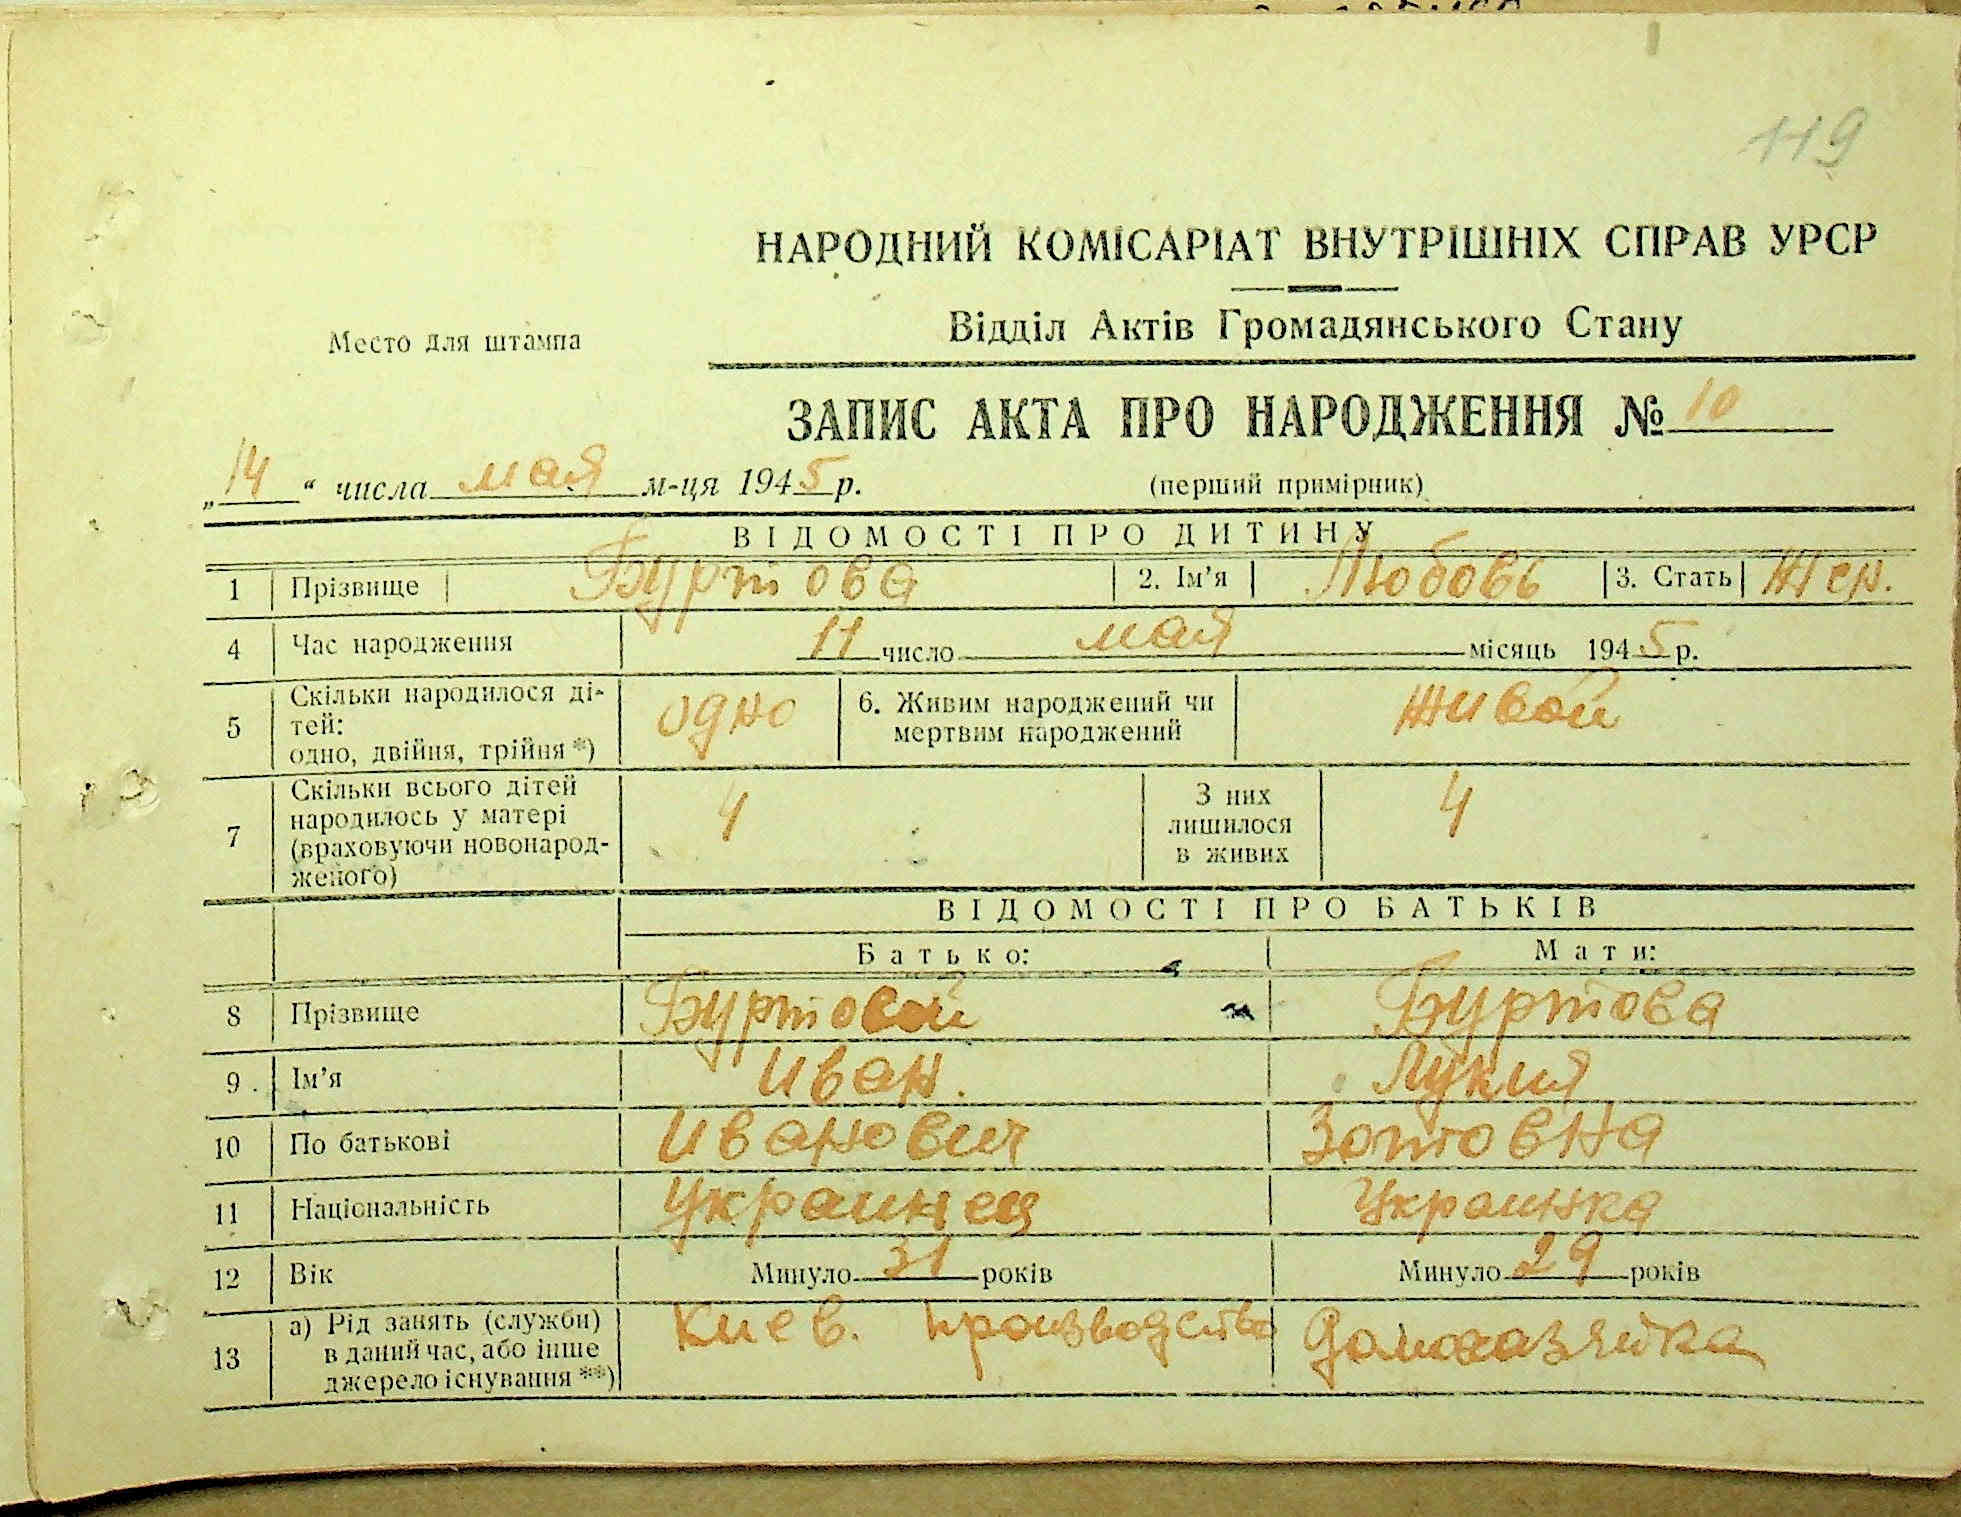 119
НАРОДНИЙ КОМІСАРІАТ ВНУТРІШНІХ СПРАВ УРСР
Відділ Актів Громадянського Стану
Место для штампа
ЗАПИС АКТА ПРО НАРОДЖЕННЯ № 10
„14“ числа мая м-ця 1945 р. (перший примірник)
ВІДОМОСТІ ПРО ДИТИНУ
1 Прізвище Буртова 2. Ім'я Любовь 3. Стать Жен.
4 Час народження 11 число мая місяць 1945 р.
5 Скільки народилося ді-
тей:
одно, двійня, трійня *) одно 6. Живим народжений чи
мертвим народжений живой
7 Скільки всього дітей
народилось у матері
(враховуючи новонарод-
женого) 4 З них
лишилося
в живих 4
ВІДОМОСТІ ПРО БАТЬКІВ
Батько: Мати:
8 Прізвище Буртовой Буртова
9 Ім'я Иван. Лукия
10 По батькові Иванович Зотовна
11 Національність Украинец Украинка
12 Вік Минуло 31 років Минуло 29 років
13 а) Рід занять (служби)
в даний час, або інше
джерело існування **) Киев. производство Домохазяйка